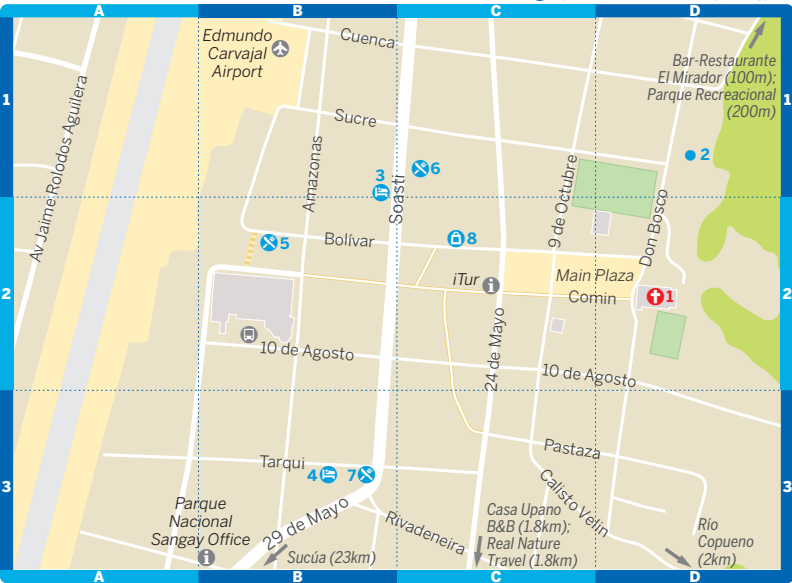 A
B
C
D
1
2
3
1
2
3
A
B
C
D
Edmundo
Carvajal
Airport
Cuenca
Bar-Restaurante
El Mirador (100m);
Parque Recreacional
(200m)
Av Jaime Rolodos Aguilera
Sucre
Amazonas
3
6
2
Soasti
9 de Octubre
Don Bosco
5
Bolívar
8
iTur
Main Plaza
Comin
1
24 de Mayo
10 de Agosto
10 de Agosto
Tarqui
4
7
Pastaza
Calisto Velin
Parque
Nacional
Sangay Office
29 de Mayo
Rivadeneira
Sucúa (23km)
Casa Upano
B&B (1.8km);
Real Nature
Travel (1.8km)
Río
Copueno
(2km)